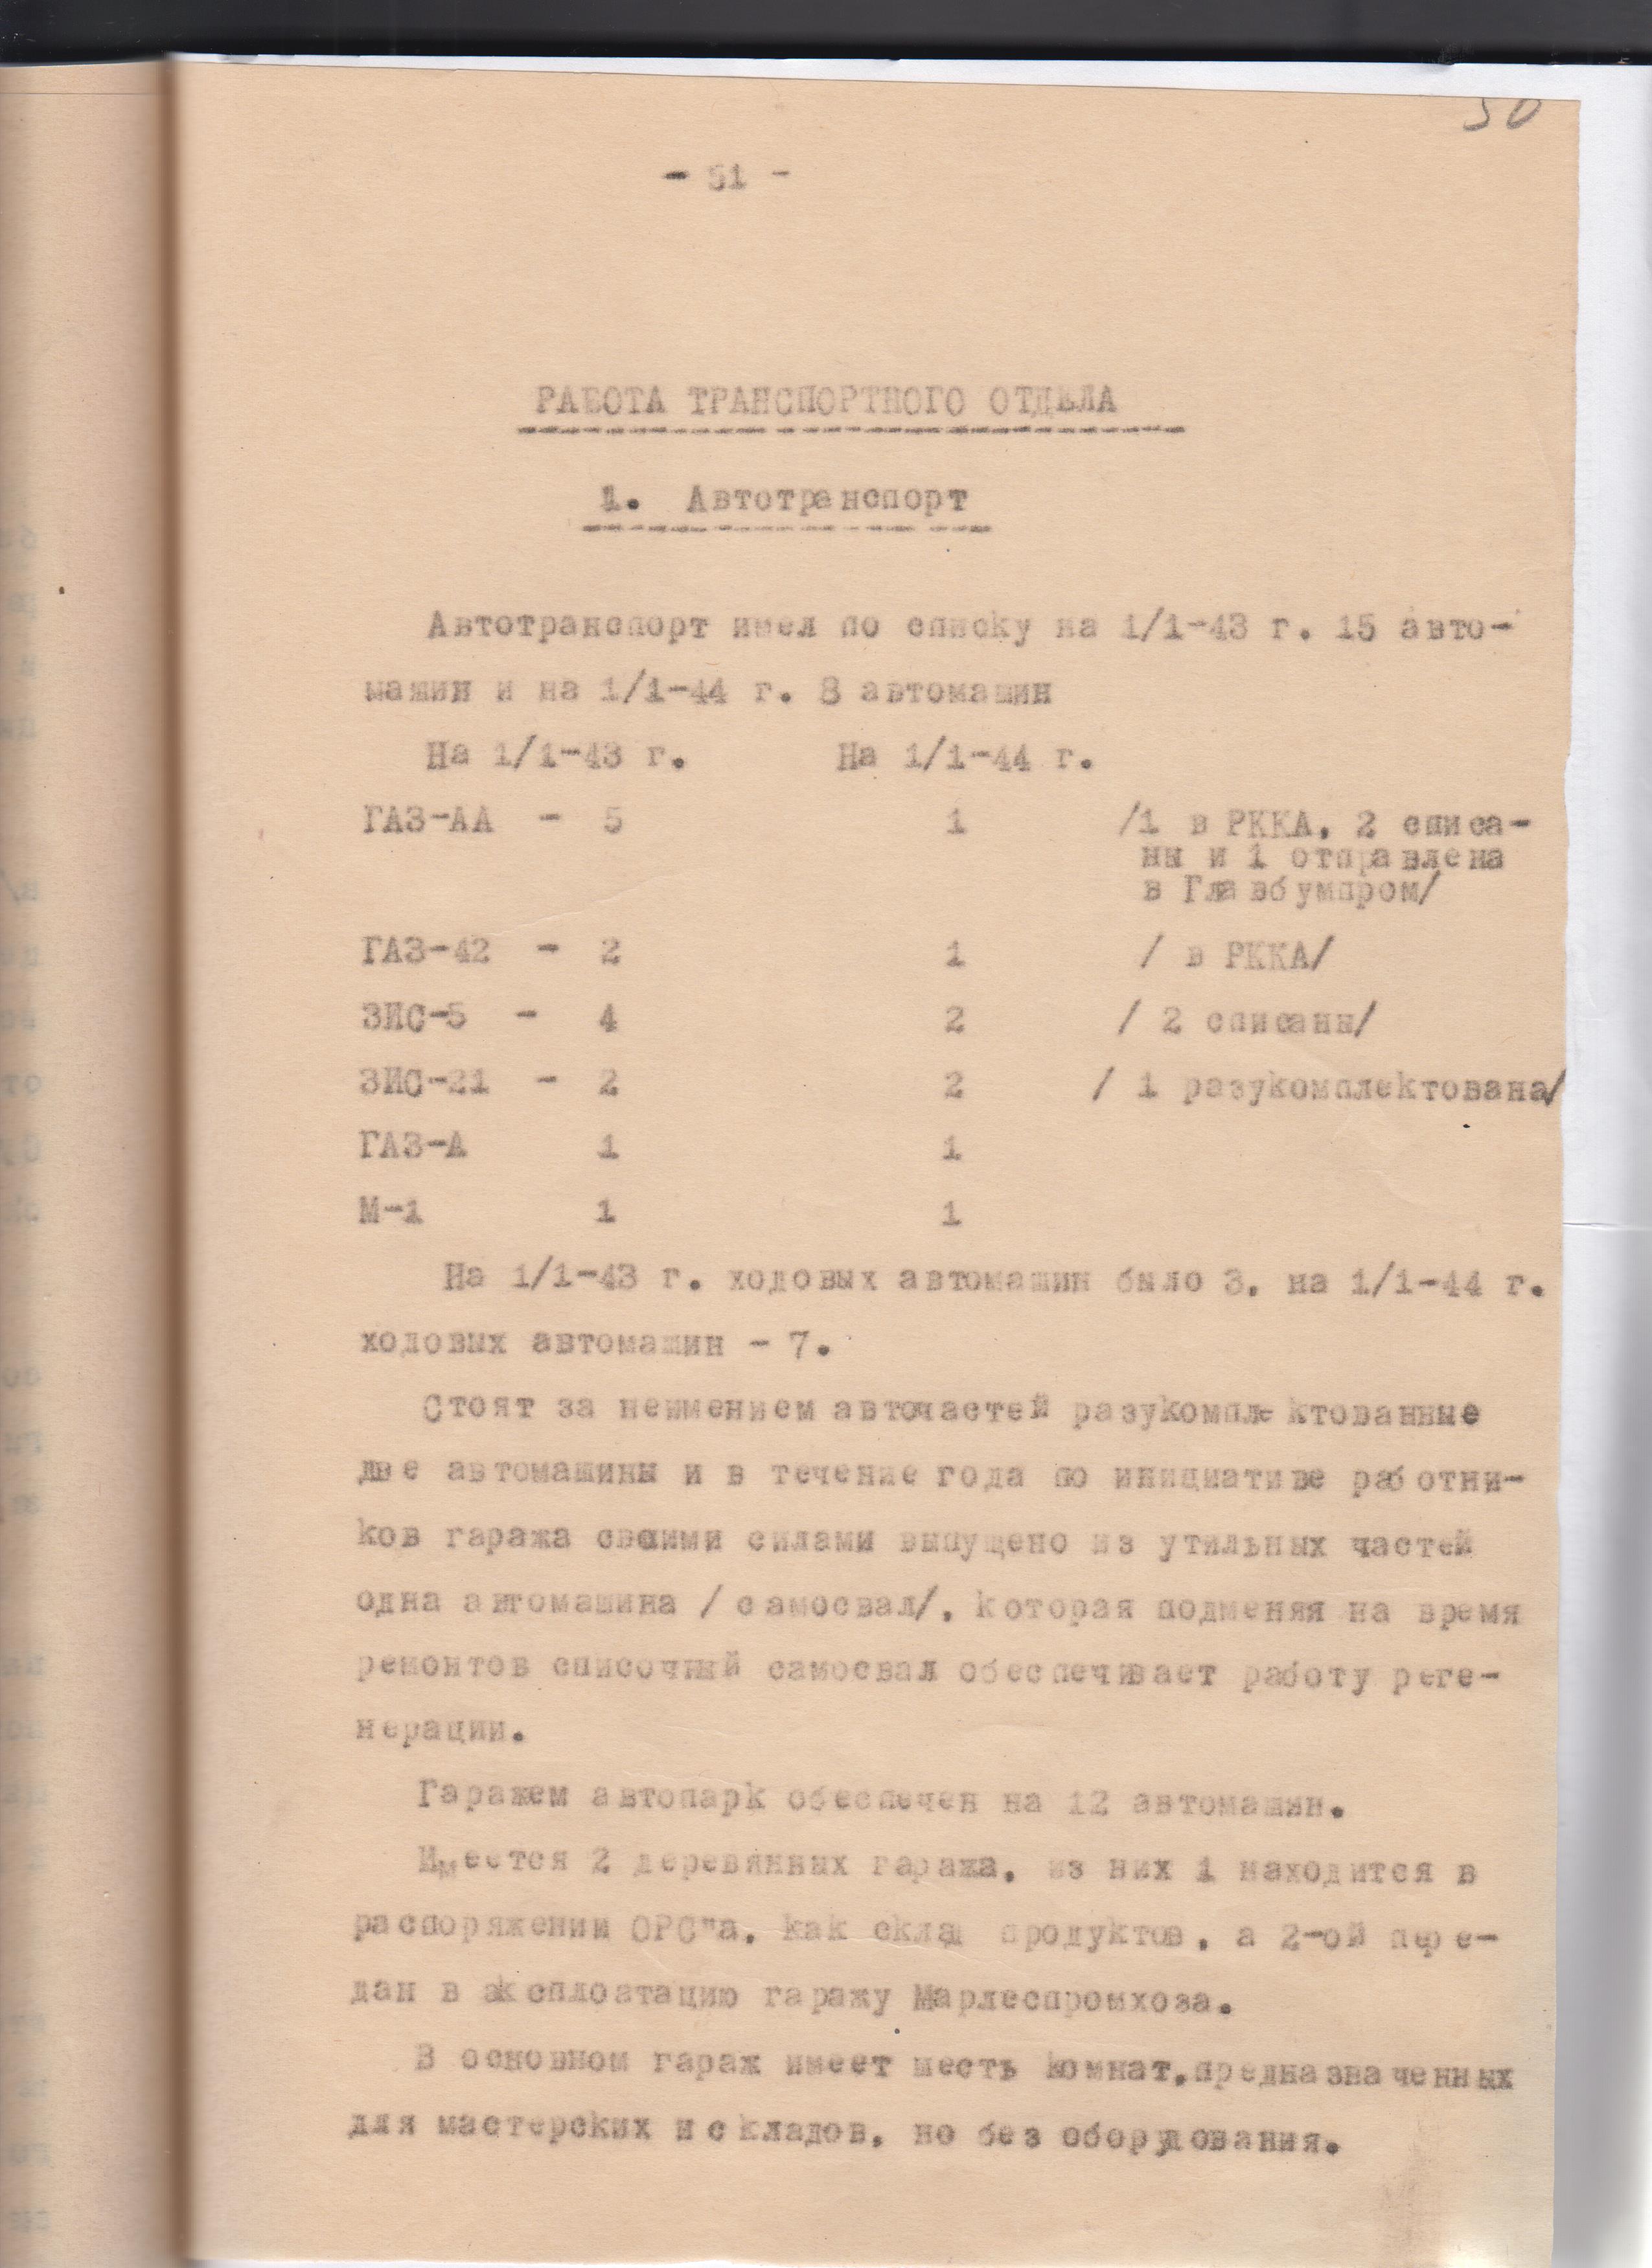 50
- 51 -
РАБОТА ТРАНСПОРТНОГО ОТДЕЛА
1. Автотранспорт
Автотранспорт имел по списку на 1/1-43 г. 15 авто-
машин и на 1/1-44 г. 8 автомашин
На 1/1-43 г. На 1/1-44 г.
ГАЗ-АА - 5 1 /1 в РККА, 2 списа-
ны и 1 отправлена
в Главбумпром/
ГАЗ-42 - 2 1 / в РККА/
ЗИС-5 - 4 2 / 2 списаны/
ЗИС-21 - 2 2 / 1 разукомплектована/
ГАЗ-А 1 1
М-1 1 1
На 1/1-43 г. ходовых автомашин было 3, на 1/1-44 г.
ходовых автомашин - 7.
Стоят за неимением авточастей разукомплектованные
две автомашины и в течение года по инициативе работни-
ков гаража своими силами выпущено из утильных частей
одна автомашина /самосвал/, которая подменяя на время
ремонтов списочный самосвал обеспечивает работу реге-
нерации.
Гаражем автопарк обеспечен на 12 автомашин.
Имеется 2 деревянных гаража, из них 1 находится в
распоряжении ОРС"а, как склад продуктов, а 2-ой пере-
дан в эксплоатацию гаражу Марлеспромхоза.
В основном гараж имеет шесть комнат, предназначенных
для мастерских и складов, но без оборудования.